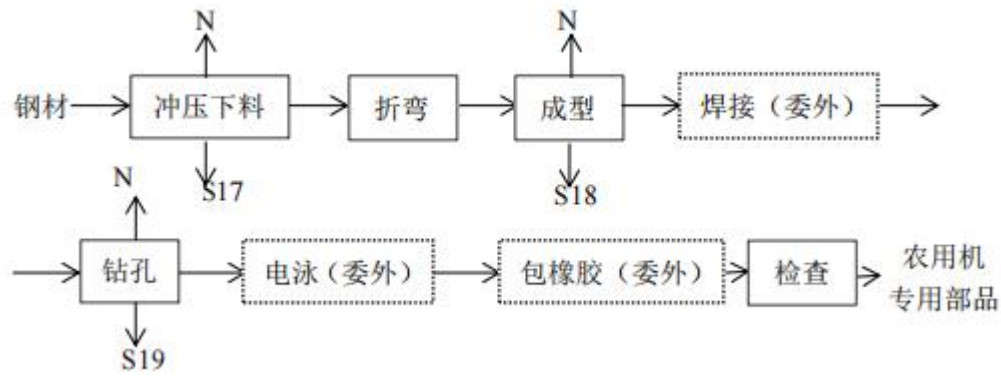 N
N
钢材
冲压下料
折弯
成型
焊接（委外）
S17
S18
N
钻孔
电泳（委外）
包橡胶（委外）
检查
农用机
专用部品
S19